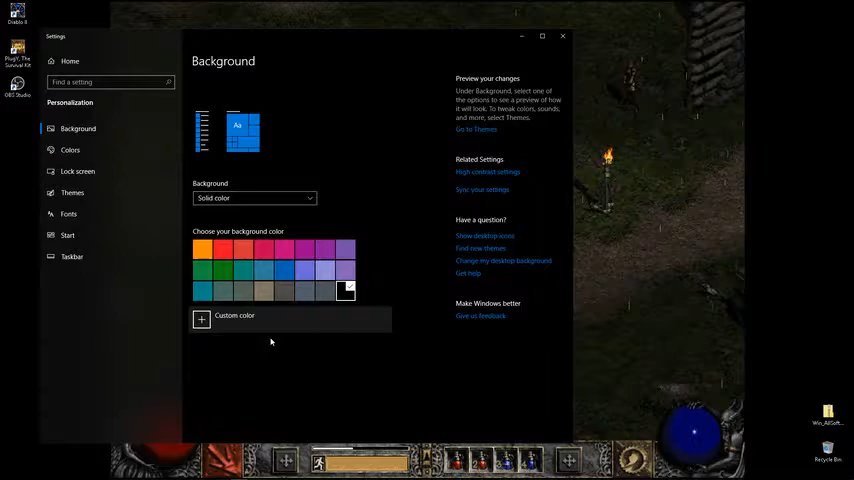 Diablo II
PlugY, The
Survival Kit
OBS Studio
Settings
Home
Find a setting
Personalization
Background
Colors
Lock screen
Themes
Fonts
Start
Taskbar
Background
Aa
Background
Solid color
Choose your background color
Custom color
Preview your changes
Under Background, select one of
the options to see a preview of how
it will look. To tweak colors, sounds,
and more, select Themes.
Go to Themes
Related Settings
High contrast settings
Sync your settings
Have a question?
Show desktop icons
Find new themes
Change my desktop background
Get help
Make Windows better
Give us feedback
Win_AllSoft...
Recycle Bin